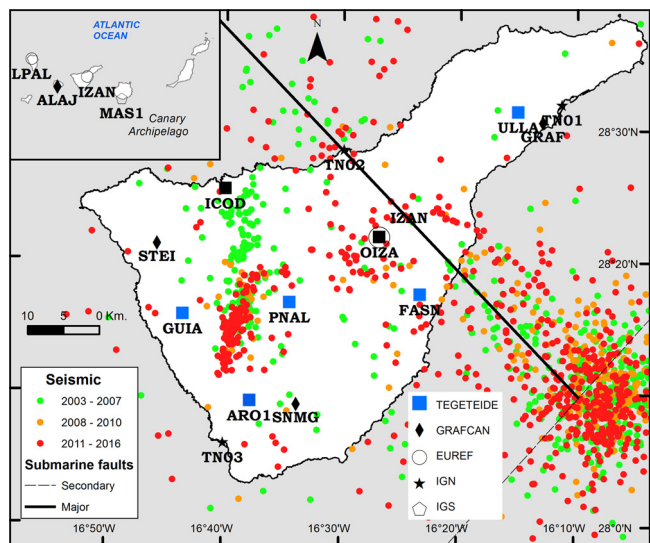 ATLANTIC
OCEAN
LPAL
ALAJ
IZAN
MAS1
Canary
Archipelago
N
ULLA
GRAF
TN01
28°30'N
TN02
ICOD
IZAN
OIZA
STEI
28°20'N
GUIA
PNAL
FASN
10 5 0 Km.
Seismic
2003 - 2007
2008 - 2010
2011 - 2016
Submarine faults
Secondary
Major
ARO1
SNMG
TN03
TEGETEIDE
GRAFCAN
EUREF
IGN
IGS
16°50'W 16°40'W 16°30'W 16°20'W 16°10'W 28°0'N